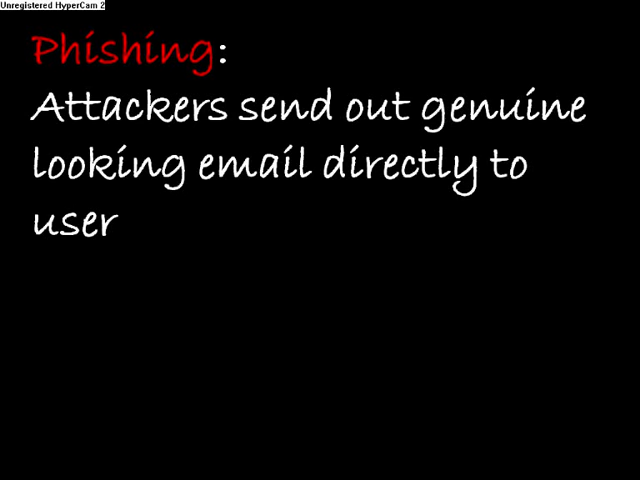 Unregistered HyperCam 2
Phishing:
Attackers send out genuine
looking email directly to
user